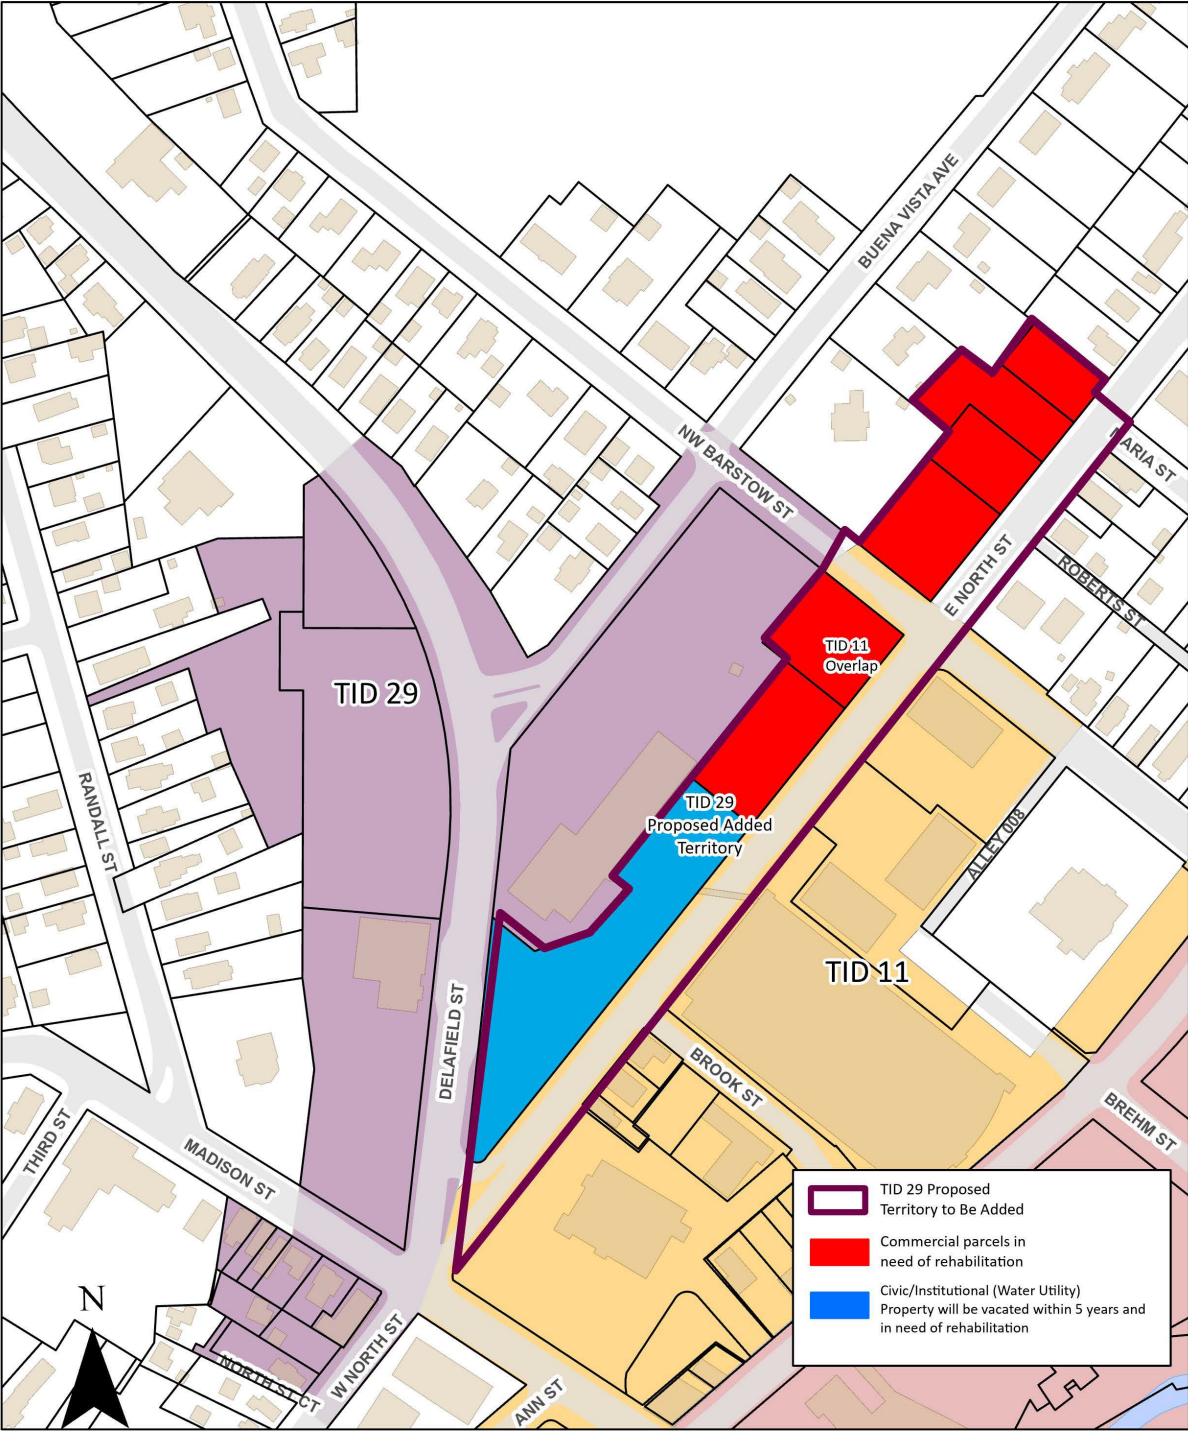 BUENA VISTA AVE
NW BARSTOW ST
ARIA ST
E NORTH ST
ROBERTS ST
TID 11
Overlap
TID 29
RANDALL ST
TID 29
Proposed Added
Territory
ALLEY 008
TID 11
DELAFIELD ST
BROOK ST
BREHM ST
THIRD ST
MADISON ST
TID 29 Proposed
Territory to Be Added
Commercial parcels in
need of rehabilitation
Civic/Institutional (Water Utility)
Property will be vacated within 5 years and
in need of rehabilitation
N
W NORTH ST
NORTH ST CT
ANN ST